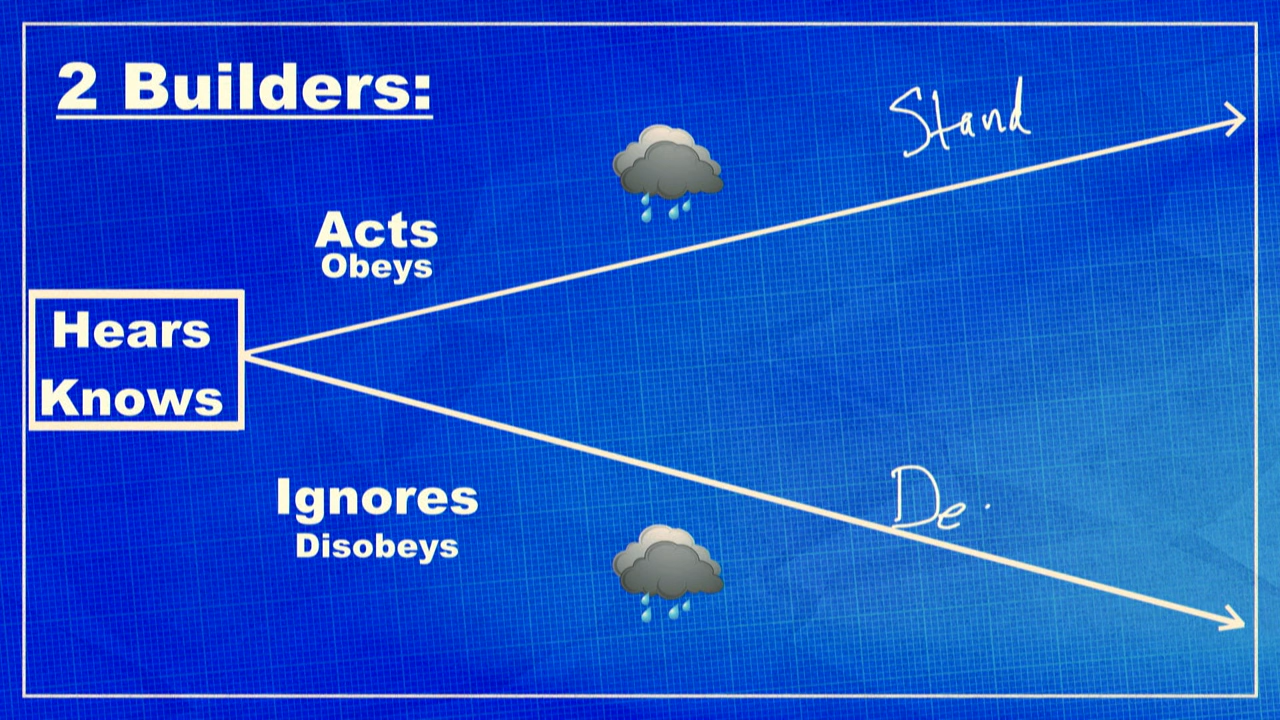 2 Builders:
Stand
Acts
Obeys
Hears
Knows
Ignores
De
Disobeys